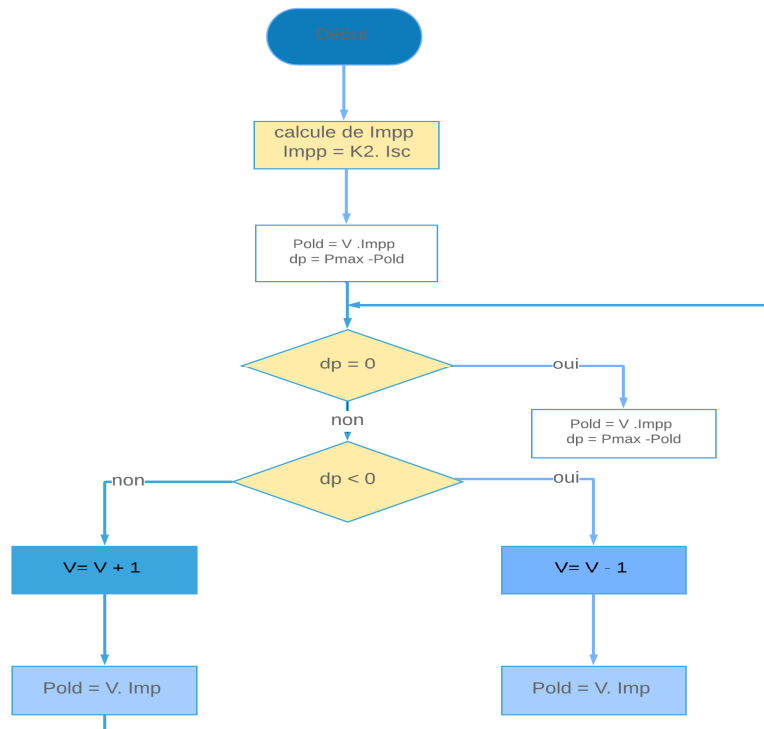 Debut
calcule de Impp
Impp = K2. Isc
Pold = V .Impp
dp = Pmax -Pold
dp = 0
oui
Pold = V .Impp
dp = Pmax -Pold
non
dp < 0
non
oui
V= V + 1
V= V - 1
Pold = V. Imp
Pold = V. Imp